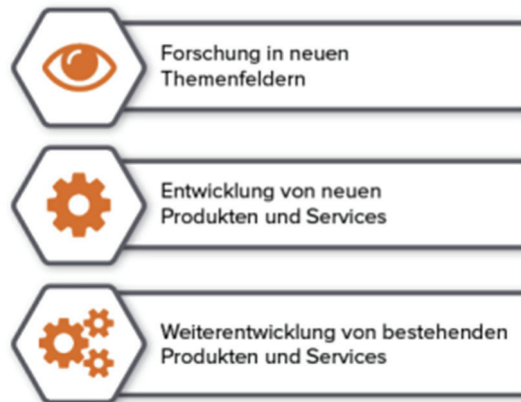 Forschung in neuen
Themenfeldern
Entwicklung von neuen
Produkten und Services
Weiterentwicklung von bestehenden
Produkten und Services